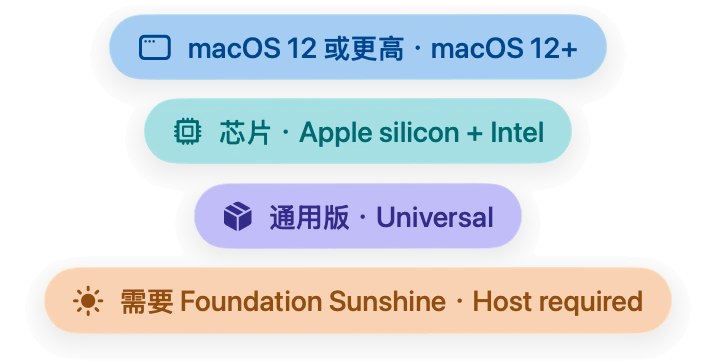 macOS 12 或更高 · macOS 12+
芯片 · Apple silicon + Intel
通用版 · Universal
需要 Foundation Sunshine · Host required